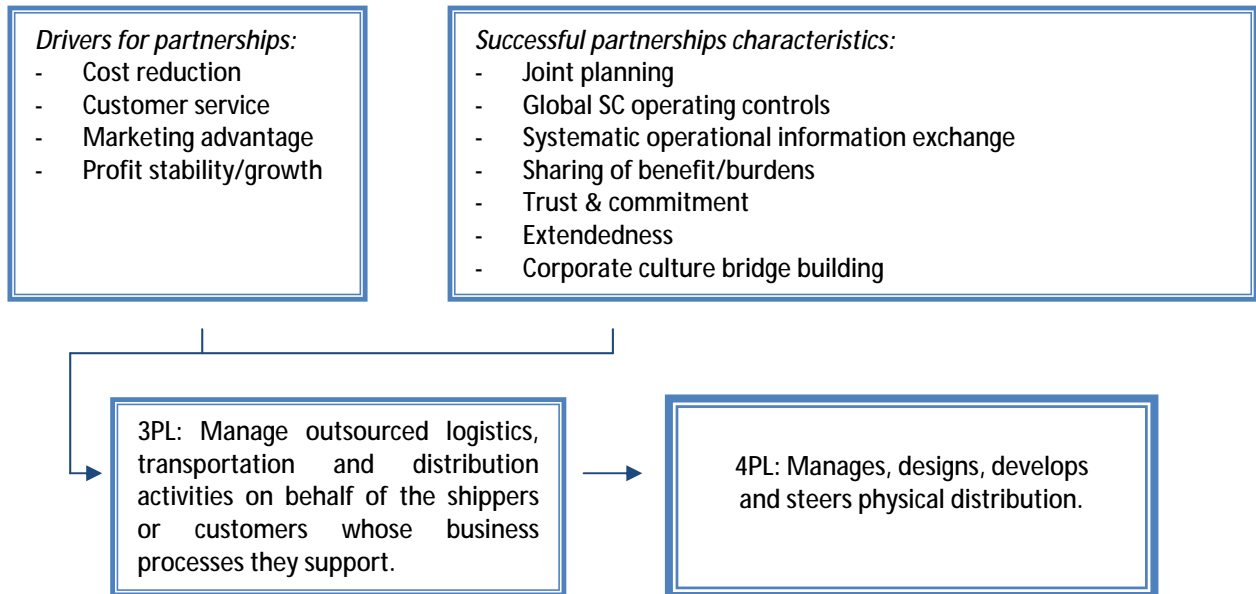 Drivers for partnerships:
- Cost reduction
- Customer service
- Marketing advantage
- Profit stability/growth
Successful partnerships characteristics:
- Joint planning
- Global SC operating controls
- Systematic operational information exchange
- Sharing of benefit/burdens
- Trust & commitment
- Extendedness
- Corporate culture bridge building
3PL: Manage outsourced logistics,
transportation and distribution
activities on behalf of the shippers
or customers whose business
processes they support.
4PL: Manages, designs, develops
and steers physical distribution.